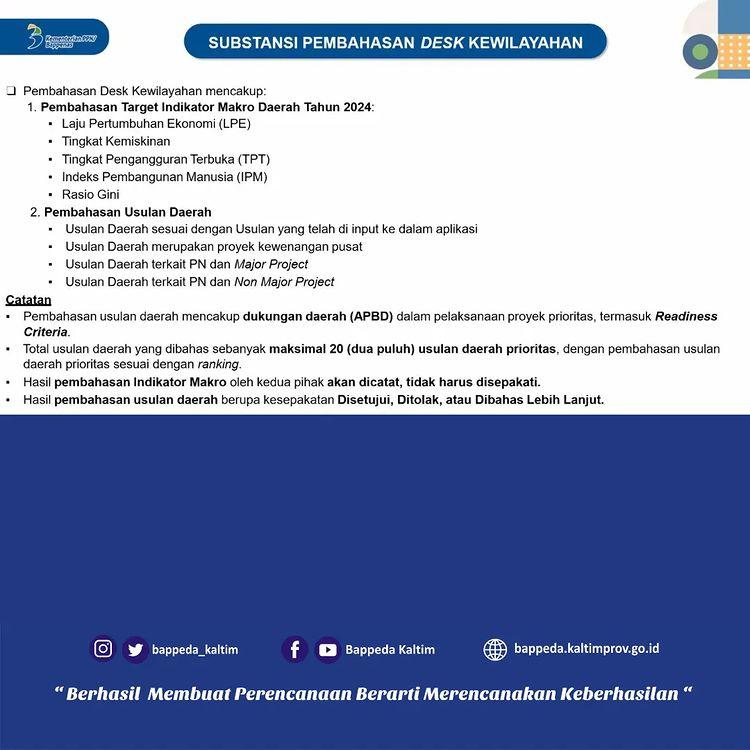 Kementerian PPN/
Bappenas
SUBSTANSI PEMBAHASAN DESK KEWILAYAHAN
❑ Pembahasan Desk Kewilayahan mencakup:
1. Pembahasan Target Indikator Makro Daerah Tahun 2024:
▪ Laju Pertumbuhan Ekonomi (LPE)
▪ Tingkat Kemiskinan
▪ Tingkat Pengangguran Terbuka (TPT)
▪ Indeks Pembangunan Manusia (IPM)
▪ Rasio Gini
2. Pembahasan Usulan Daerah
▪ Usulan Daerah sesuai dengan Usulan yang telah di input ke dalam aplikasi
▪ Usulan Daerah merupakan proyek kewenangan pusat
▪ Usulan Daerah terkait PN dan Major Project
▪ Usulan Daerah terkait PN dan Non Major Project
Catatan
▪ Pembahasan usulan daerah mencakup dukungan daerah (APBD) dalam pelaksanaan proyek prioritas, termasuk Readiness
Criteria.
▪ Total usulan daerah yang dibahas sebanyak maksimal 20 (dua puluh) usulan daerah prioritas, dengan pembahasan usulan
daerah prioritas sesuai dengan ranking.
▪ Hasil pembahasan Indikator Makro oleh kedua pihak akan dicatat, tidak harus disepakati.
▪ Hasil pembahasan usulan daerah berupa kesepakatan Disetujui, Ditolak, atau Dibahas Lebih Lanjut.
bappeda_kaltim
Bappeda Kaltim
bappeda.kaltimprov.go.id
“ Berhasil Membuat Perencanaan Berarti Merencanakan Keberhasilan “